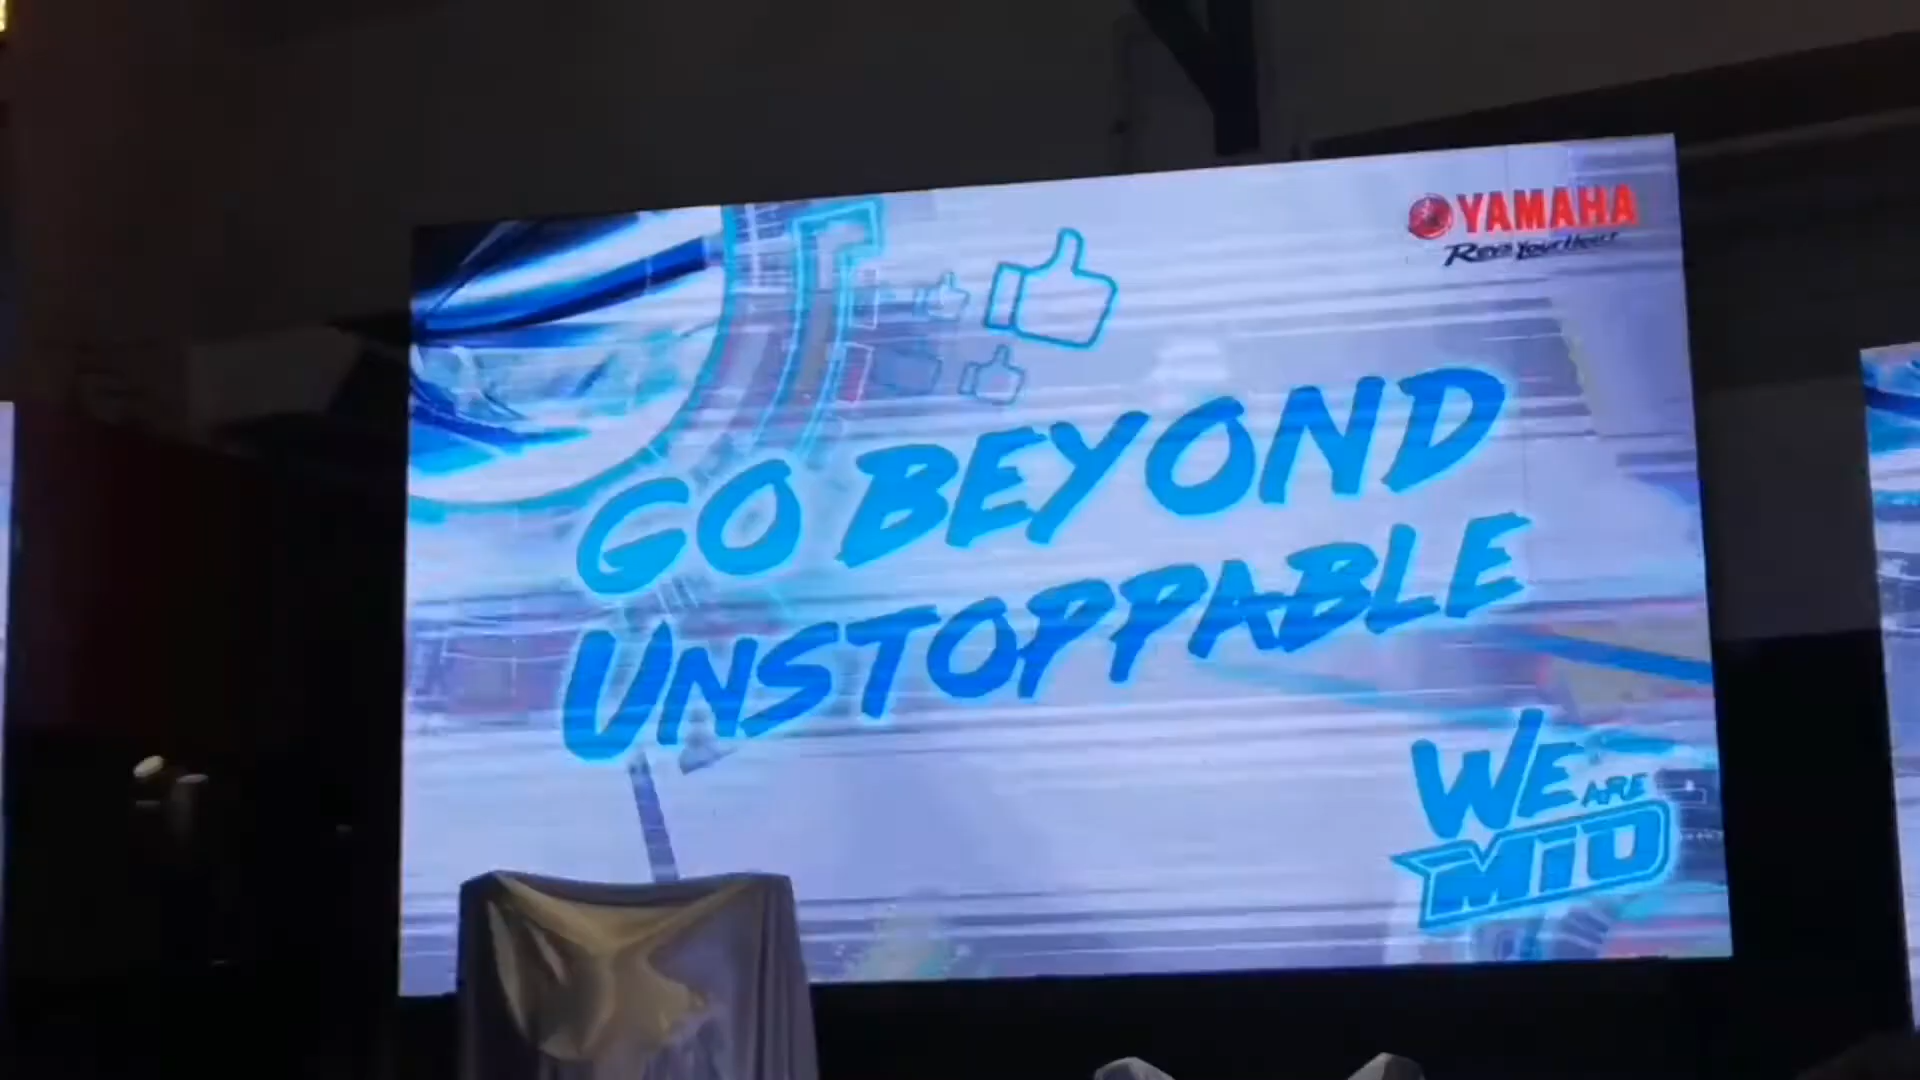 YAMAHA
Revs Your Heart
GO BEYOND
UNSTOPPABLE
WE ARE
MiO